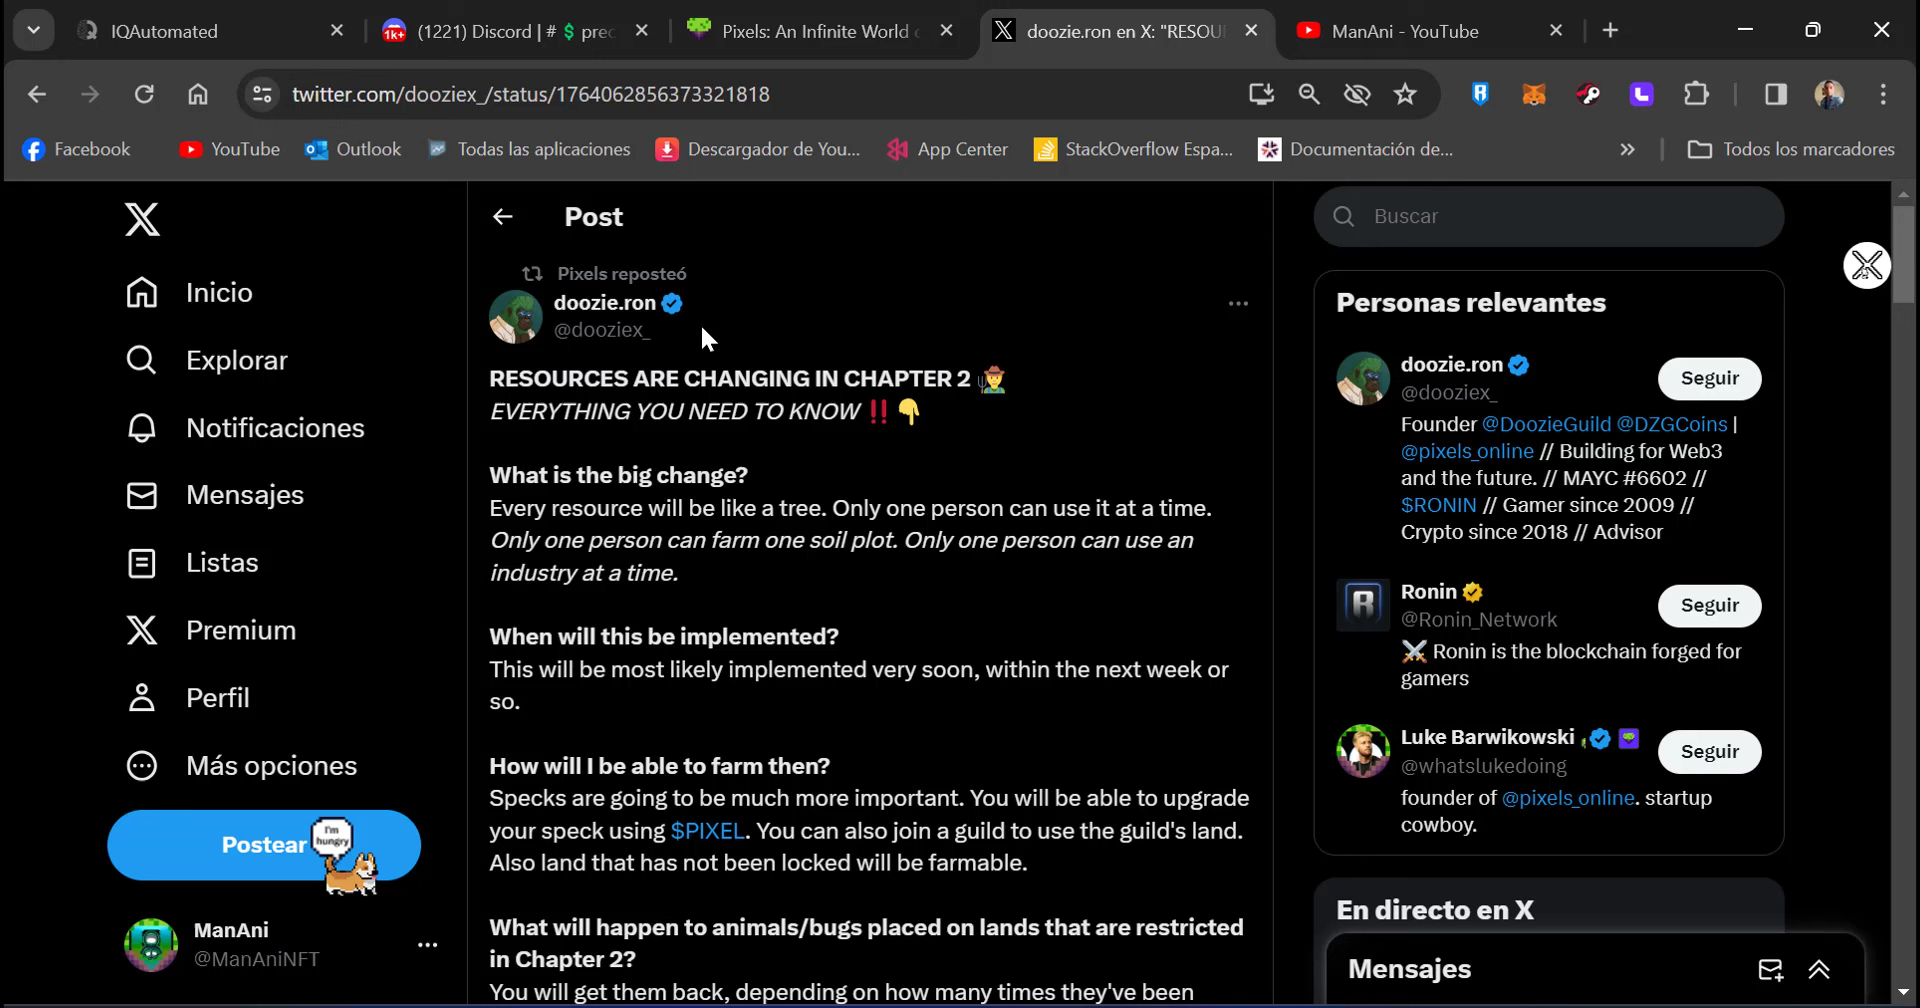 IQAutomated
(1221) Discord | # $ prec
Pixels: An Infinite World
doozie.ron en X: "RESOU
ManAni - YouTube
twitter.com/dooziex_/status/1764062856373321818
Facebook
YouTube
Outlook
Todas las aplicaciones
Descargador de You...
App Center
StackOverflow Espa...
Documentación de...
Todos los marcadores
Inicio
Explorar
Notificaciones
Mensajes
Listas
Premium
Perfil
Más opciones
Postear
I'm
hungry
ManAni
@ManAniNFT
Post
Pixels reposteó
doozie.ron
@dooziex_
RESOURCES ARE CHANGING IN CHAPTER 2 🧑‍🌾
EVERYTHING YOU NEED TO KNOW ‼️👇
What is the big change?
Every resource will be like a tree. Only one person can use it at a time.
Only one person can farm one soil plot. Only one person can use an
industry at a time.
When will this be implemented?
This will be most likely implemented very soon, within the next week or
so.
How will I be able to farm then?
Specks are going to be much more important. You will be able to upgrade
your speck using $PIXEL. You can also join a guild to use the guild's land.
Also land that has not been locked will be farmable.
What will happen to animals/bugs placed on lands that are restricted
in Chapter 2?
You will get them back, depending on how many times they've been
Buscar
Personas relevantes
doozie.ron
@dooziex_
Seguir
Founder @DoozieGuild @DZGCoins |
@pixels_online // Building for Web3
and the future. // MAYC #6602 //
$RONIN // Gamer since 2009 //
Crypto since 2018 // Advisor
Ronin
@Ronin_Network
Seguir
⚔️ Ronin is the blockchain forged for
gamers
Luke Barwikowski
@whatslukedoing
Seguir
founder of @pixels_online. startup
cowboy.
En directo en X
Mensajes